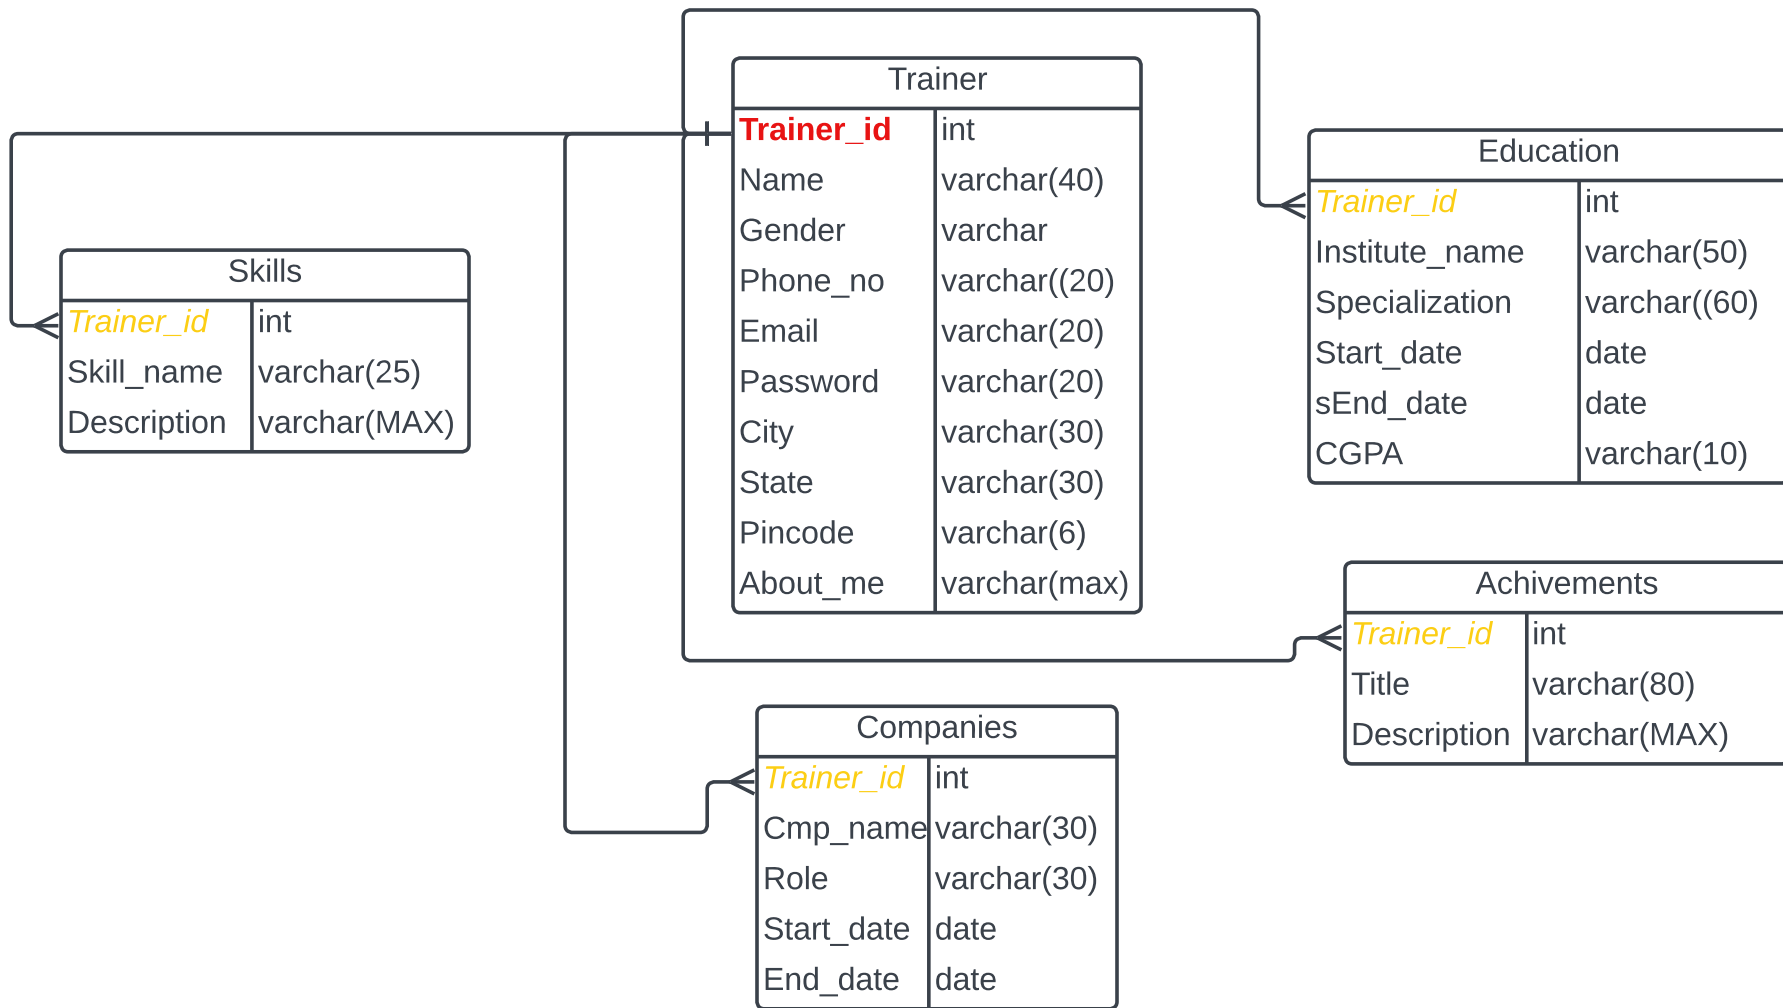 Trainer
Trainer_id int
Name varchar(40)
Gender varchar
Phone_no varchar((20)
Email varchar(20)
Password varchar(20)
City varchar(30)
State varchar(30)
Pincode varchar(6)
About_me varchar(max)
Education
Trainer_id int
Institute_name varchar(50)
Specialization varchar((60)
Start_date date
sEnd_date date
CGPA varchar(10)
Skills
Trainer_id int
Skill_name varchar(25)
Description varchar(MAX)
Achivements
Trainer_id int
Title varchar(80)
Description varchar(MAX)
Companies
Trainer_id int
Cmp_name varchar(30)
Role varchar(30)
Start_date date
End_date date